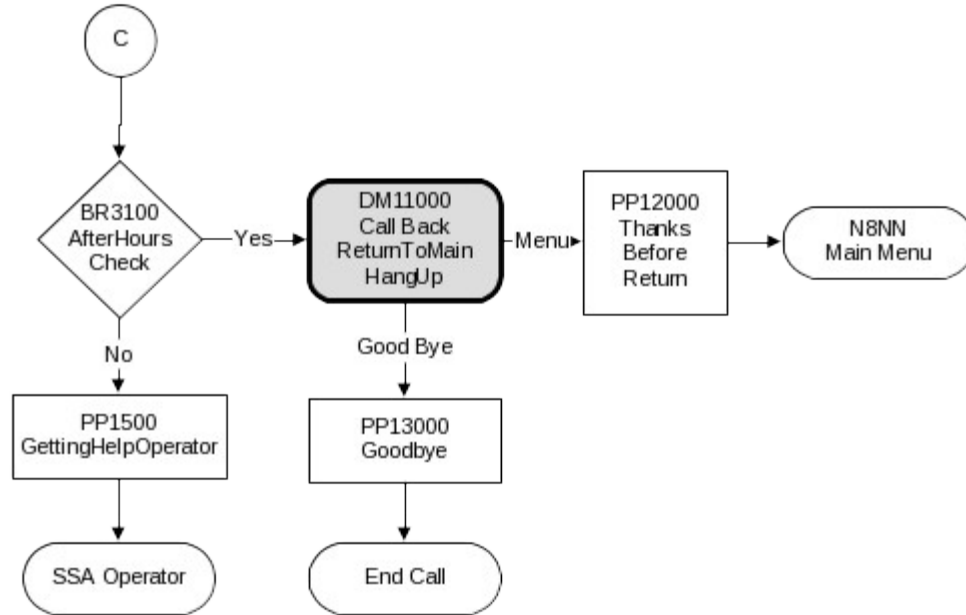 C
BR3100
AfterHours
Check
Yes
DM11000
Call Back
ReturnToMain
HangUp
Menu
PP12000
Thanks
Before
Return
N8NN
Main Menu
No
Good Bye
PP1500
GettingHelpOperator
PP13000
Goodbye
SSA Operator
End Call